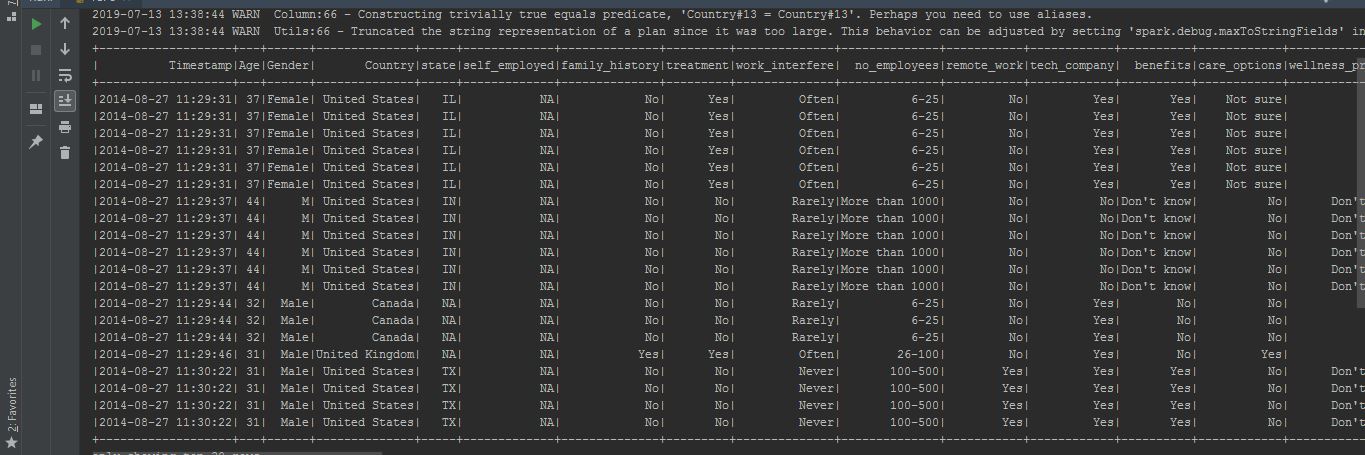 2019-07-13 13:38:44 WARN  Column:66 - Constructing trivially true equals predicate, 'Country#13 = Country#13'. Perhaps you need to use aliases.
2019-07-13 13:38:44 WARN  Utils:66 - Truncated the string representation of a plan since it was too large. This behavior can be adjusted by setting 'spark.debug.maxToStringFields' in
| Timestamp|Age|Gender| Country|state|self_employed|family_history|treatment|work_interfere| no_employees|remote_work|tech_company| benefits|care_options|wellness_p
|2014-08-27 11:29:31| 37|Female| United States| IL| NA| No| Yes| Often| 6-25| No| Yes| Yes| Not sure|
|2014-08-27 11:29:31| 37|Female| United States| IL| NA| No| Yes| Often| 6-25| No| Yes| Yes| Not sure|
|2014-08-27 11:29:31| 37|Female| United States| IL| NA| No| Yes| Often| 6-25| No| Yes| Yes| Not sure|
|2014-08-27 11:29:31| 37|Female| United States| IL| NA| No| Yes| Often| 6-25| No| Yes| Yes| Not sure|
|2014-08-27 11:29:31| 37|Female| United States| IL| NA| No| Yes| Often| 6-25| No| Yes| Yes| Not sure|
|2014-08-27 11:29:31| 37|Female| United States| IL| NA| No| Yes| Often| 6-25| No| Yes| Yes| Not sure|
|2014-08-27 11:29:37| 44| M| United States| IN| NA| No| No| Rarely|More than 1000| No| No|Don't know| No| Don't
|2014-08-27 11:29:37| 44| M| United States| IN| NA| No| No| Rarely|More than 1000| No| No|Don't know| No| Don't
|2014-08-27 11:29:37| 44| M| United States| IN| NA| No| No| Rarely|More than 1000| No| No|Don't know| No| Don't
|2014-08-27 11:29:37| 44| M| United States| IN| NA| No| No| Rarely|More than 1000| No| No|Don't know| No| Don't
|2014-08-27 11:29:37| 44| M| United States| IN| NA| No| No| Rarely|More than 1000| No| No|Don't know| No| Don't
|2014-08-27 11:29:37| 44| M| United States| IN| NA| No| No| Rarely|More than 1000| No| No|Don't know| No| Don't
|2014-08-27 11:29:44| 32| Male| Canada| NA| NA| No| No| Rarely| 6-25| No| Yes| No| No|
|2014-08-27 11:29:44| 32| Male| Canada| NA| NA| No| No| Rarely| 6-25| No| Yes| No| No|
|2014-08-27 11:29:44| 32| Male| Canada| NA| NA| No| No| Rarely| 6-25| No| Yes| No| No|
|2014-08-27 11:29:46| 31| Male|United Kingdom| NA| NA| Yes| Yes| Often| 26-100| No| Yes| No| Yes|
|2014-08-27 11:30:22| 31| Male| United States| TX| NA| No| No| Never| 100-500| Yes| Yes| Yes| No| Don't
|2014-08-27 11:30:22| 31| Male| United States| TX| NA| No| No| Never| 100-500| Yes| Yes| Yes| No| Don't
|2014-08-27 11:30:22| 31| Male| United States| TX| NA| No| No| Never| 100-500| Yes| Yes| Yes| No| Don't
|2014-08-27 11:30:22| 31| Male| United States| TX| NA| No| No| Never| 100-500| Yes| Yes| Yes| No| Don't
2: Favorites